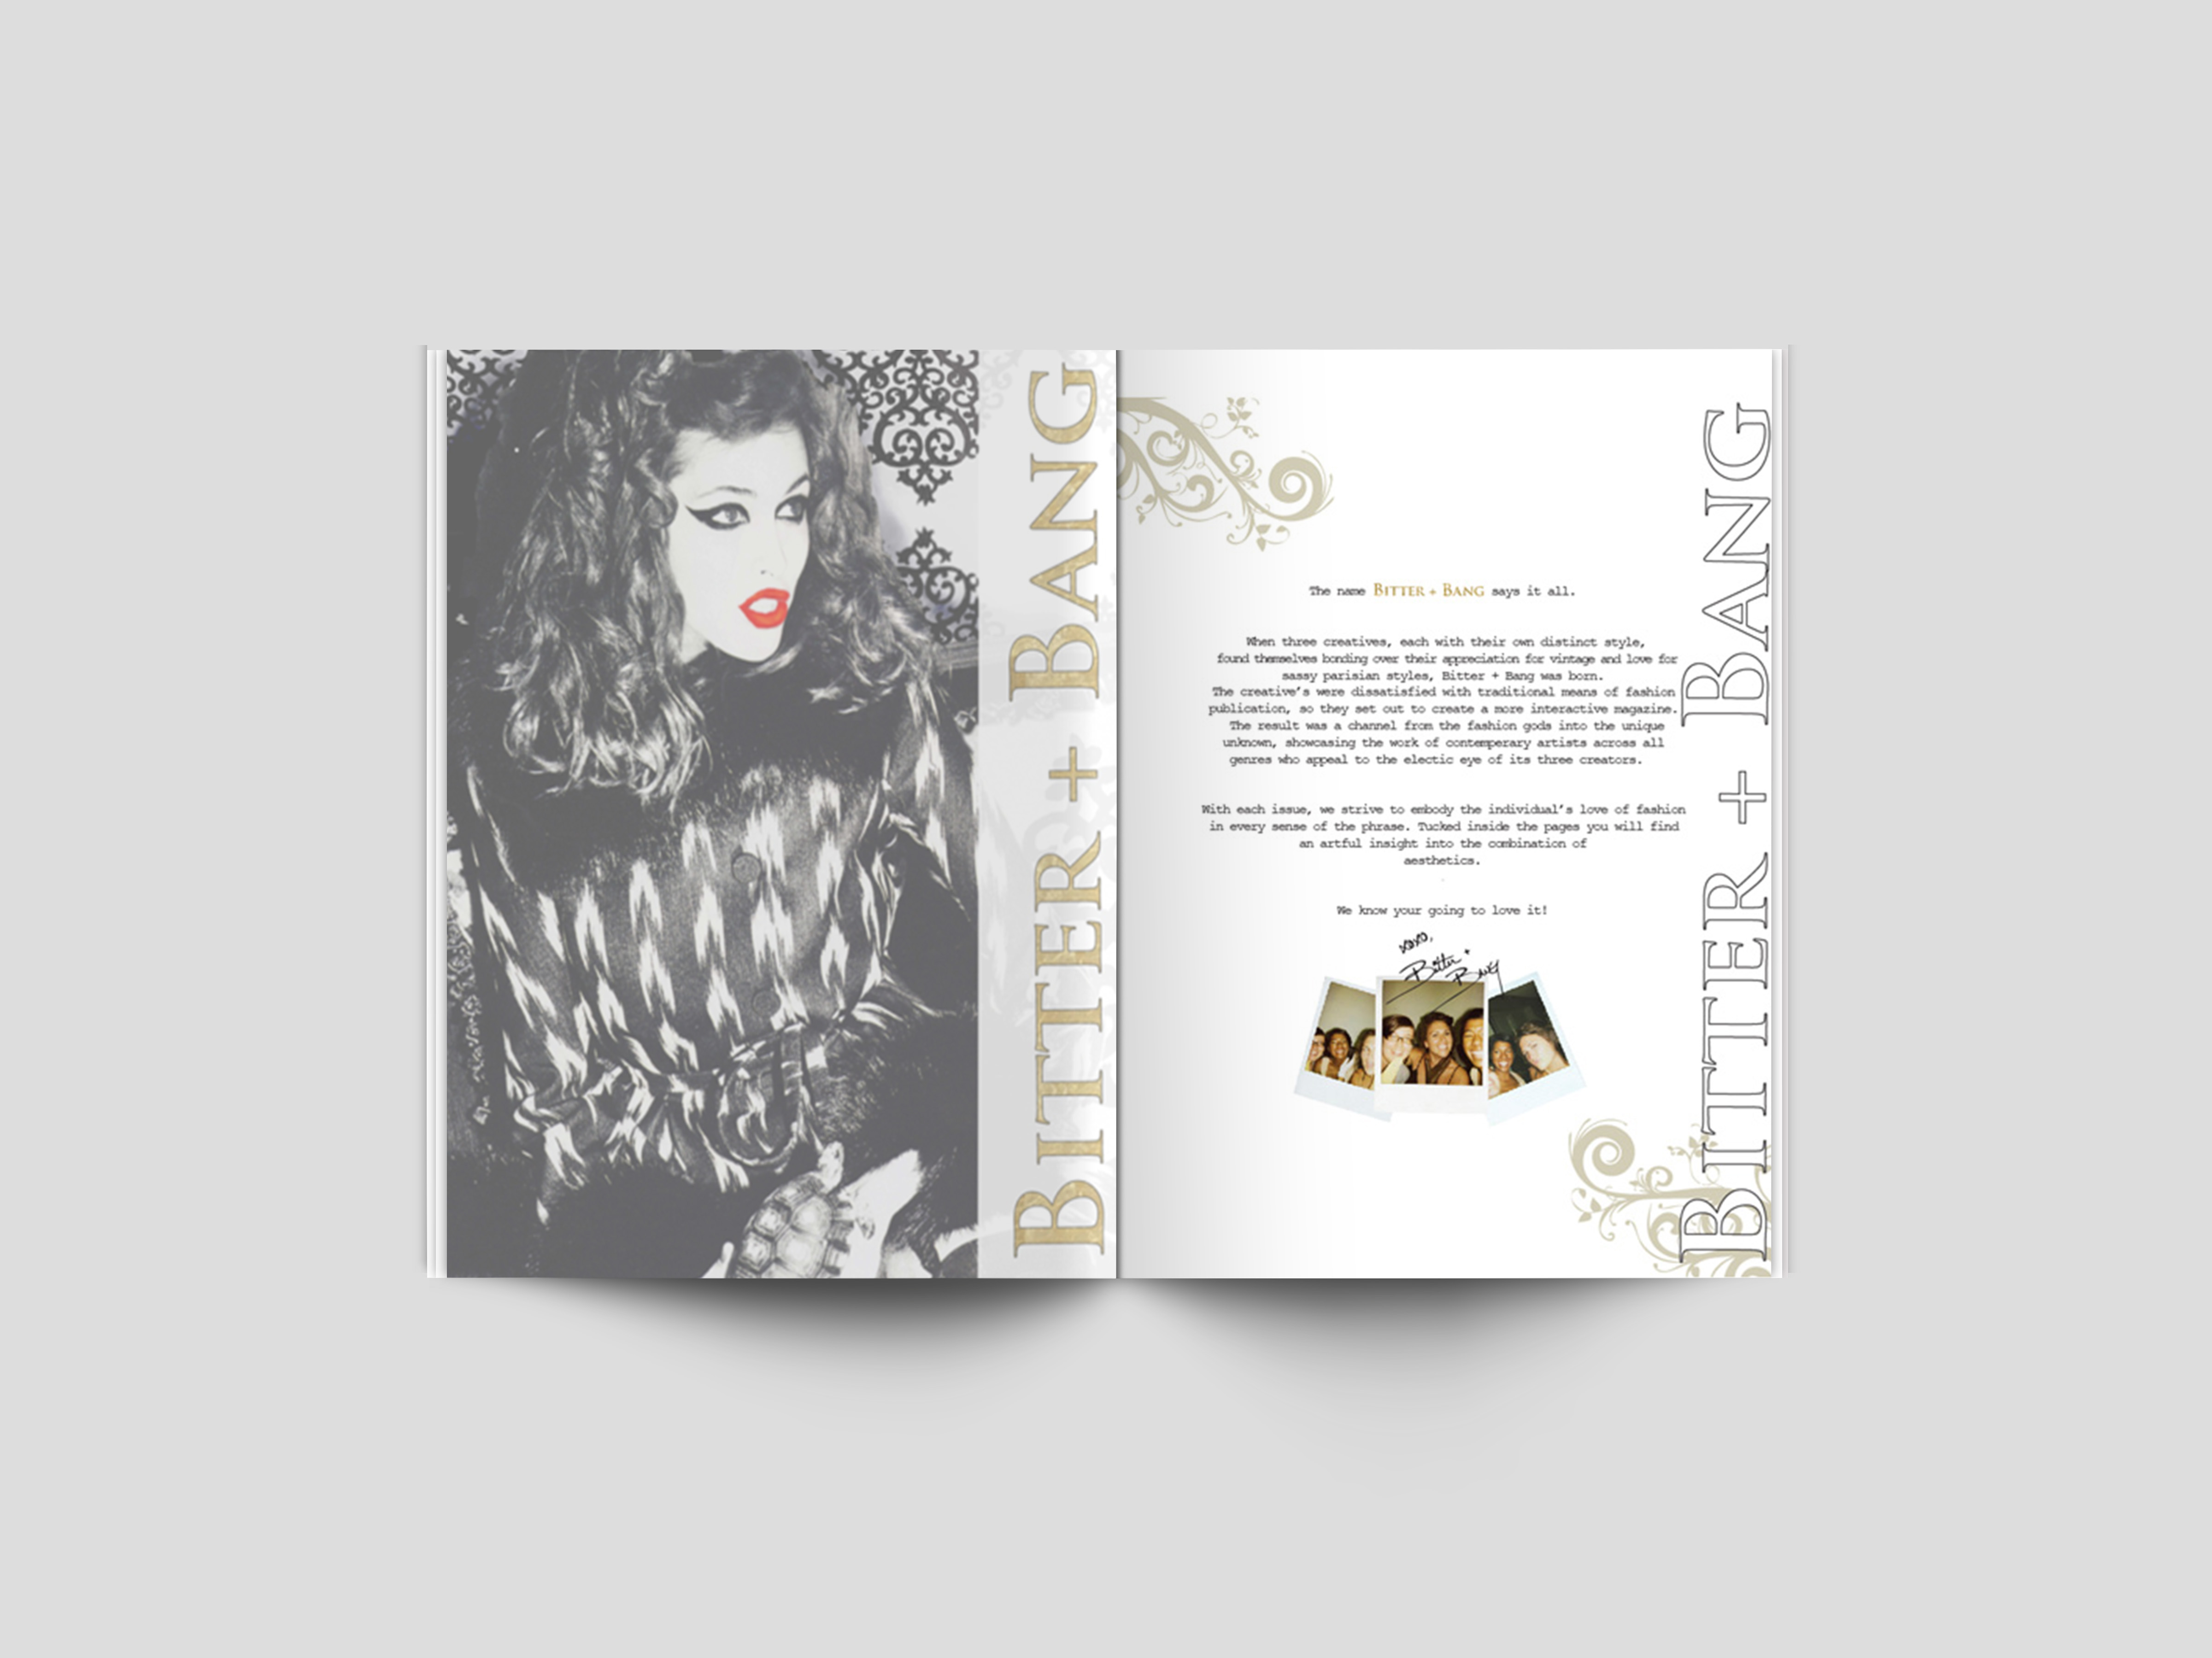 BITTER + BANG
The name BITTER + BANG says it all.
When three creatives, each with their own distinct style,
found themselves bonding over their appreciation for vintage and love for
sassy parisian styles, Bitter + Bang was born.
The creative's were dissatisfied with traditional means of fashion
publication, so they set out to create a more interactive magazine.
The result was a channel from the fashion gods into the unique
unknown, showcasing the work of contemperary artists across all
genres who appeal to the electic eye of its three creators.
With each issue, we strive to embody the individual's love of fashion
in every sense of the phrase. Tucked inside the pages you will find
an artful insight into the combination of
aesthetics.
We know your going to love it!
xoxo,
Bitter +
Bang
BITTER + BANG